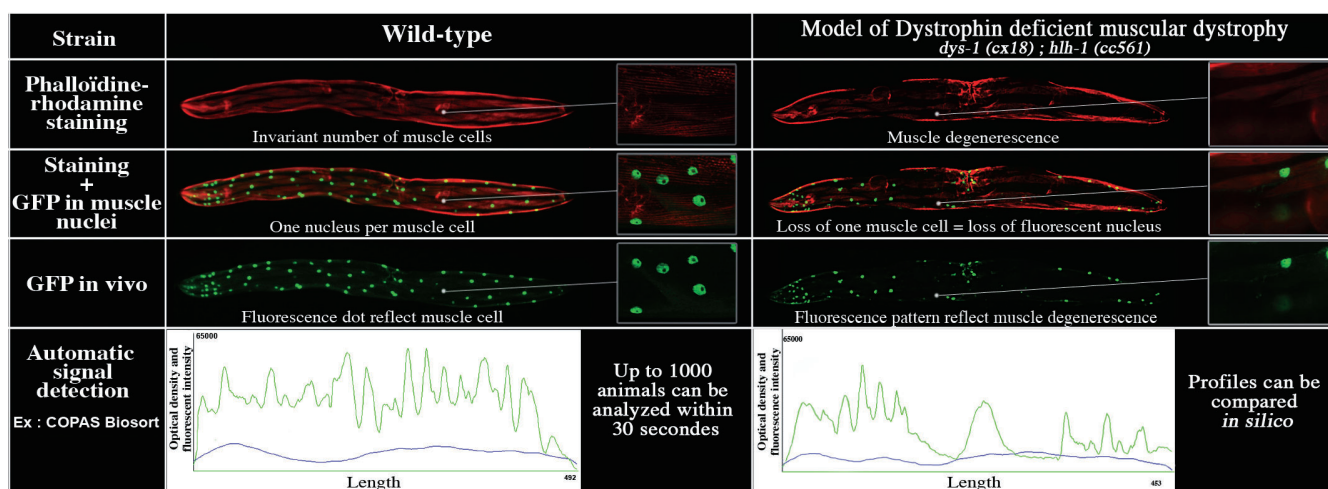 Strain
Wild-type
Model of Dystrophin deficient muscular dystrophy
dys-1 (cx18) ; hlh-1 (cc561)
Phalloïdine-
rhodamine
staining
Invariant number of muscle cells
Muscle degenerescence
Staining
+
GFP in muscle
nuclei
One nucleus per muscle cell
Loss of one muscle cell = loss of fluorescent nucleus
GFP in vivo
Fluorescence dot reflect muscle cell
Fluorescence pattern reflect muscle degenerescence
Automatic
signal
detection
Ex : COPAS Biosort
65000
Optical density and
fluorescent intensity
Length
492
Up to 1000
animals can be
analyzed within
30 secondes
65000
Optical density and
fluorescence intensity
Length
453
Profiles can be
compared
in silico